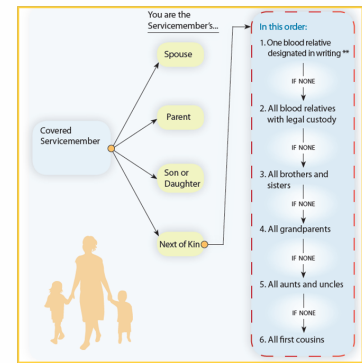 You are the
Servicemember's...
Spouse
Parent
Son or
Daughter
Next of Kin
Covered
Servicemember
In this order:
1. One blood relative
designated in writing **
IF NONE
2. All blood relatives
with legal custody
IF NONE
3. All brothers and
sisters
IF NONE
4. All grandparents
IF NONE
5. All aunts and uncles
IF NONE
6. All first cousins